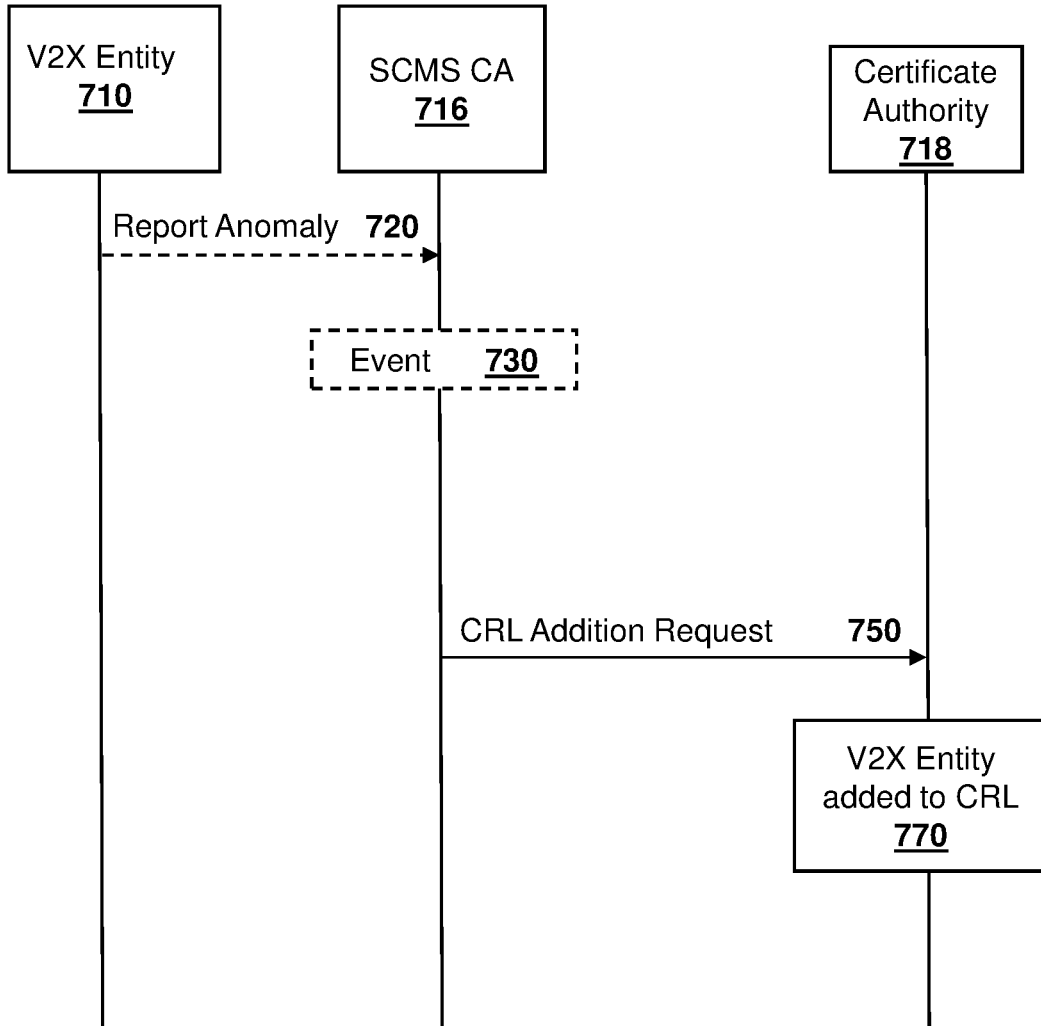 V2X Entity
710
SCMS CA
716
Certificate
Authority
718
Report Anomaly 720
Event 730
CRL Addition Request 750
V2X Entity
added to CRL
770